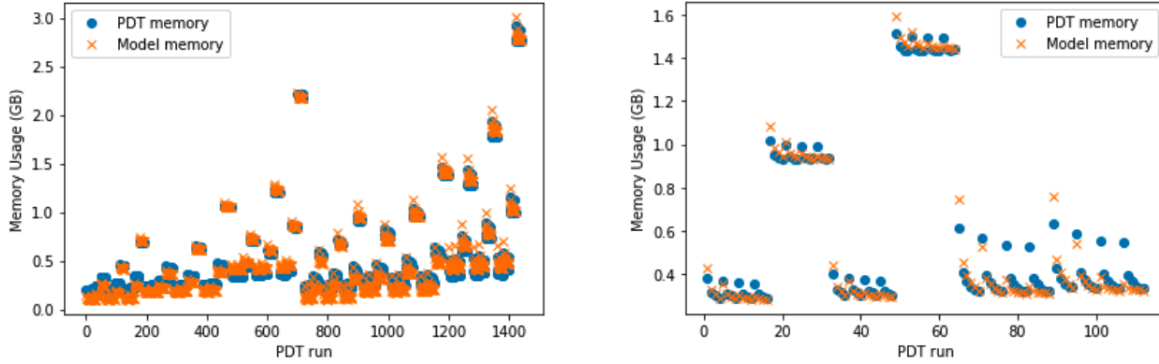 PDT memory
Model memory
Memory Usage (GB)
3.0
2.5
2.0
1.5
1.0
0.5
0.0
0 200 400 600 800 1000 1200 1400
PDT run
PDT memory
Model memory
Memory Usage (GB)
1.6
1.4
1.2
1.0
0.8
0.6
0.4
0 20 40 60 80 100
PDT run